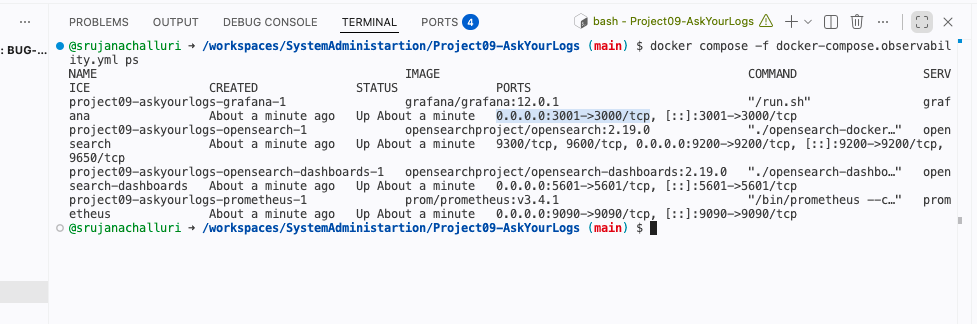 PROBLEMS OUTPUT DEBUG CONSOLE TERMINAL PORTS 4 bash - Project09-AskYourLogs
: BUG-...
@srujanachalluri → /workspaces/SystemAdministartion/Project09-AskYourLogs (main) $ docker compose -f docker-compose.observabil
ity.yml ps
NAME IMAGE COMMAND SERV
ICE CREATED STATUS PORTS
project09-askyourlogs-grafana-1 grafana/grafana:12.0.1 "/run.sh" graf
ana About a minute ago Up About a minute 0.0.0.0:3001->3000/tcp, [::]:3001->3000/tcp
project09-askyourlogs-opensearch-1 opensearchproject/opensearch:2.19.0 "./opensearch-docker…" open
search About a minute ago Up About a minute 9300/tcp, 9600/tcp, 0.0.0.0:9200->9200/tcp, [::]:9200->9200/tcp,
9650/tcp
project09-askyourlogs-opensearch-dashboards-1 opensearchproject/opensearch-dashboards:2.19.0 "./opensearch-dashbo…" open
search-dashboards About a minute ago Up About a minute 0.0.0.0:5601->5601/tcp, [::]:5601->5601/tcp
project09-askyourlogs-prometheus-1 prom/prometheus:v3.4.1 "/bin/prometheus --c…" prom
etheus About a minute ago Up About a minute 0.0.0.0:9090->9090/tcp, [::]:9090->9090/tcp
@srujanachalluri → /workspaces/SystemAdministartion/Project09-AskYourLogs (main) $